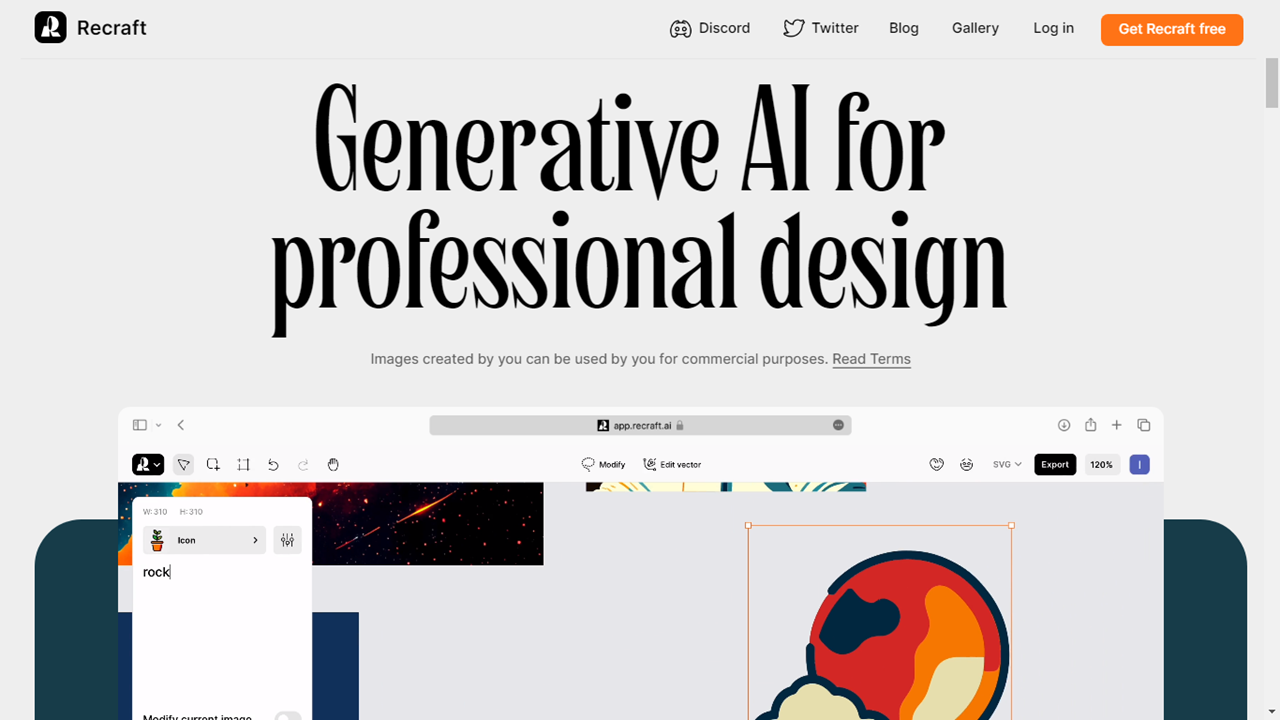 Recraft
Discord
Twitter
Blog
Gallery
Log in
Get Recraft free
Generative AI for
professional design
Images created by you can be used by you for commercial purposes. Read Terms
app.recraft.ai
Modify
Edit vector
SVG
Export
120%
I
W:310 H:310
Icon
rock
Modify current image